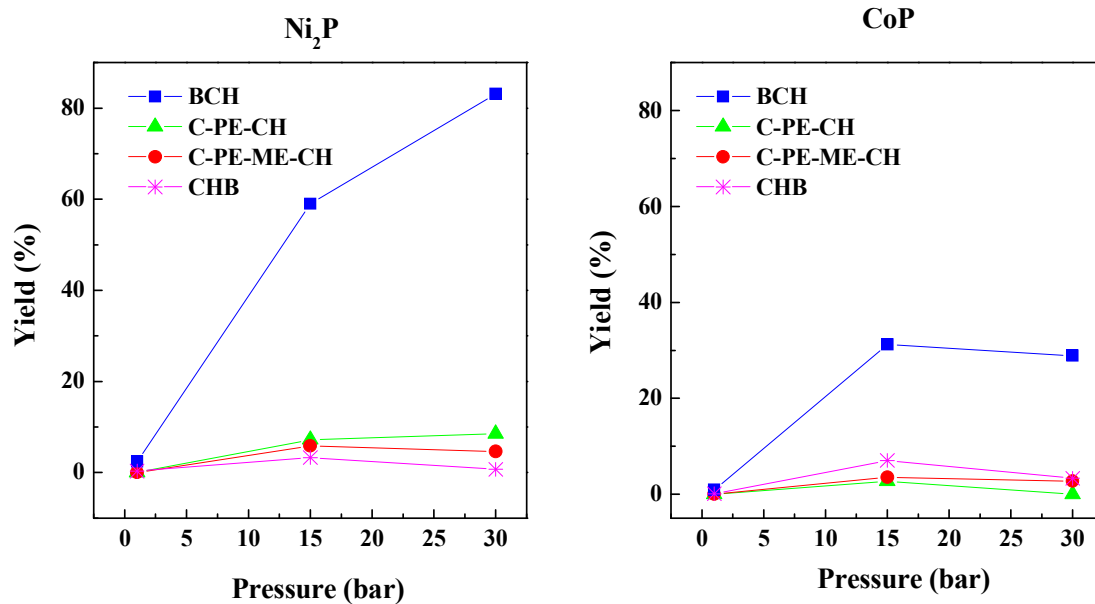 Ni₂P
BCH
C-PE-CH
C-PE-ME-CH
CHB
80
60
40
20
0
Yield (%)
0 5 10 15 20 25 30
Pressure (bar)
CoP
BCH
C-PE-CH
C-PE-ME-CH
CHB
80
60
40
20
0
Yield (%)
0 5 10 15 20 25 30
Pressure (bar)